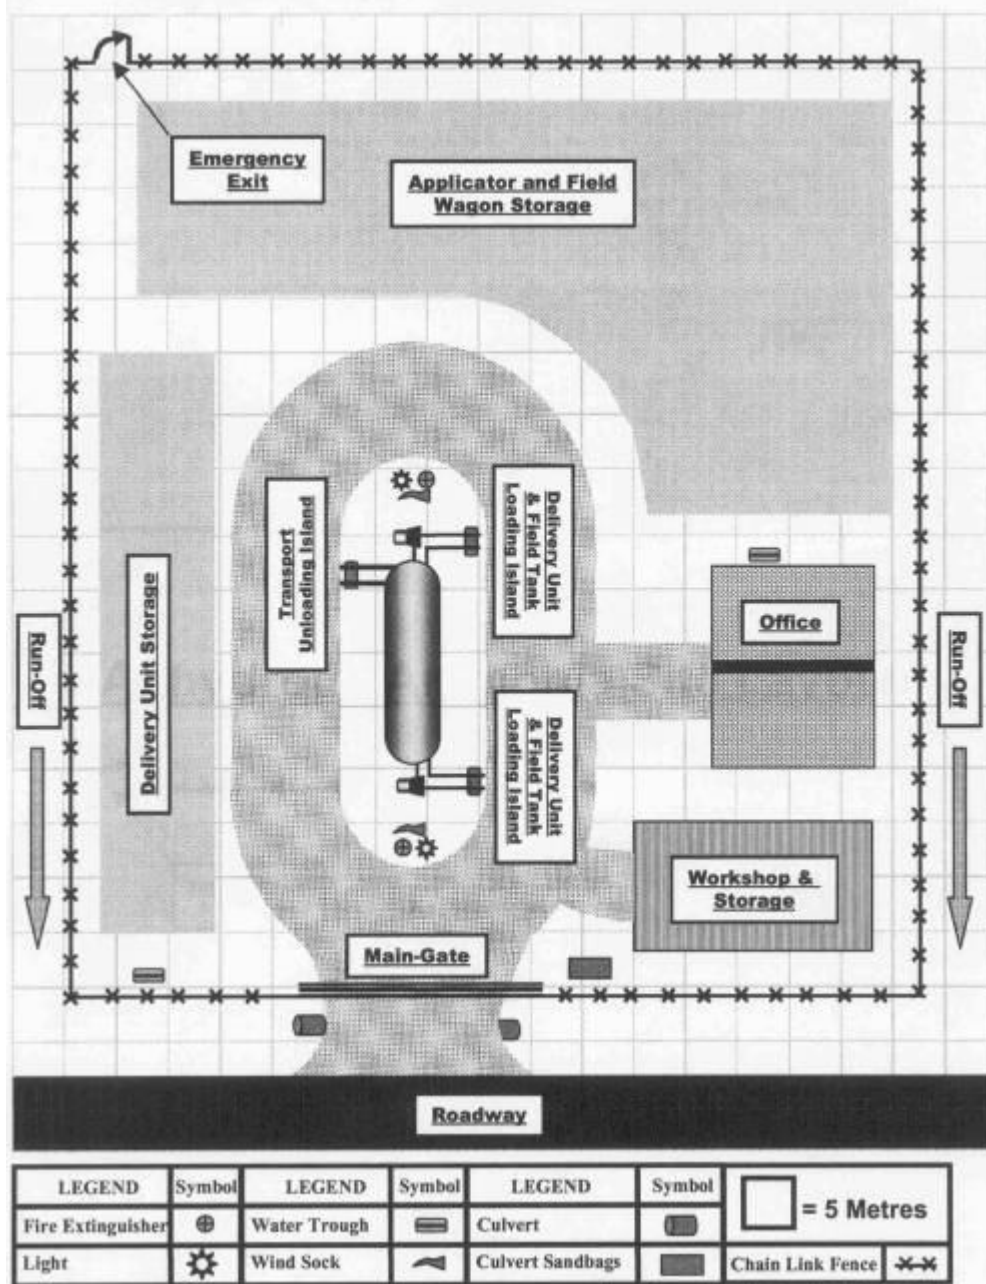 Emergency
Exit
Applicator and Field
Wagon Storage
Transport
Unloading Island
Delivery Unit
& Field Tank
Loading Island
Office
Run-Off
Delivery Unit Storage
Run-Off
Delivery Unit
& Field Tank
Loading Island
Workshop &
Storage
Main-Gate
Roadway
LEGEND Symbol LEGEND Symbol LEGEND Symbol
= 5 Metres
Fire Extinguisher Water Trough Culvert
Light Wind Sock Culvert Sandbags Chain Link Fence